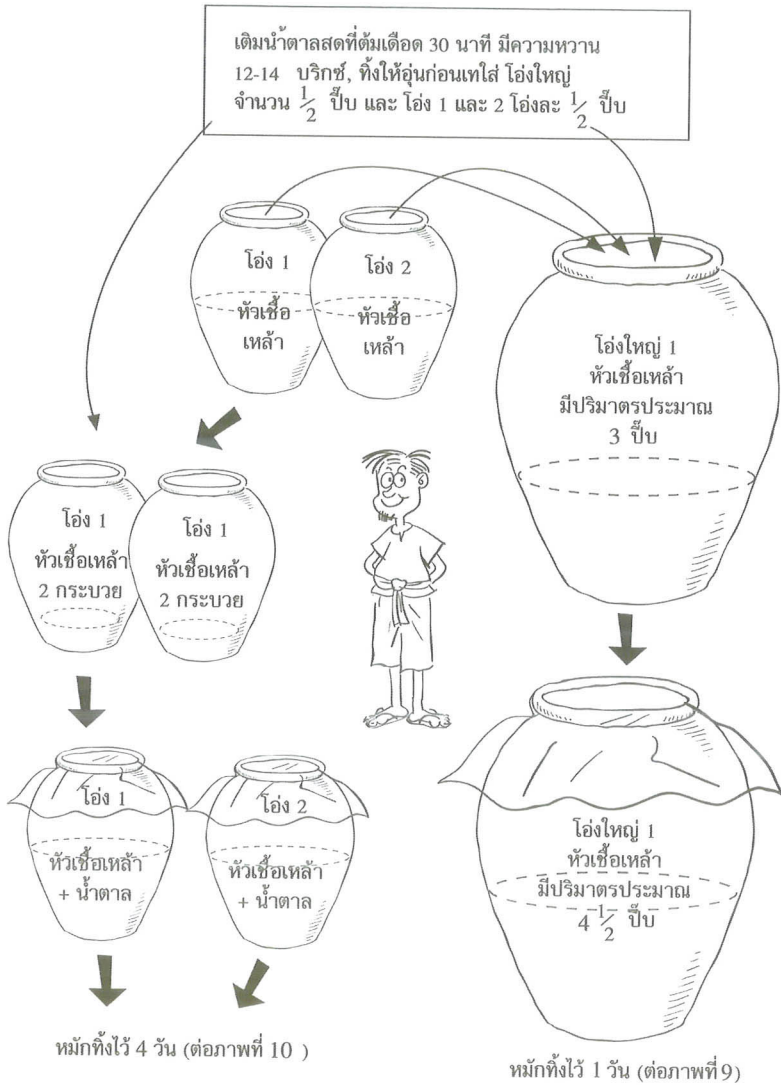 เติมน้ำตาลสดที่ต้มเดือด 30 นาที มีความหวาน
12-14 บริกซ์, ทิ้งให้อุ่นก่อนเทใส่ โอ่งใหญ่
จำนวน 1/2 ปี๊บ และ โอ่ง 1 และ 2 โอ่งละ 1/2 ปี๊บ
โอ่ง 1
หัวเชื้อ
เหล้า
โอ่ง 2
หัวเชื้อ
เหล้า
โอ่งใหญ่ 1
หัวเชื้อเหล้า
มีปริมาตรประมาณ
3 ปี๊บ
โอ่ง 1
หัวเชื้อเหล้า
2 กระบวย
โอ่ง 1
หัวเชื้อเหล้า
2 กระบวย
โอ่ง 1
หัวเชื้อเหล้า
+ น้ำตาล
โอ่ง 2
หัวเชื้อเหล้า
+ น้ำตาล
โอ่งใหญ่ 1
หัวเชื้อเหล้า
มีปริมาตรประมาณ
4 1/2 ปี๊บ
หมักทิ้งไว้ 4 วัน (ต่อภาพที่ 10 )
หมักทิ้งไว้ 1 วัน (ต่อภาพที่ 9)